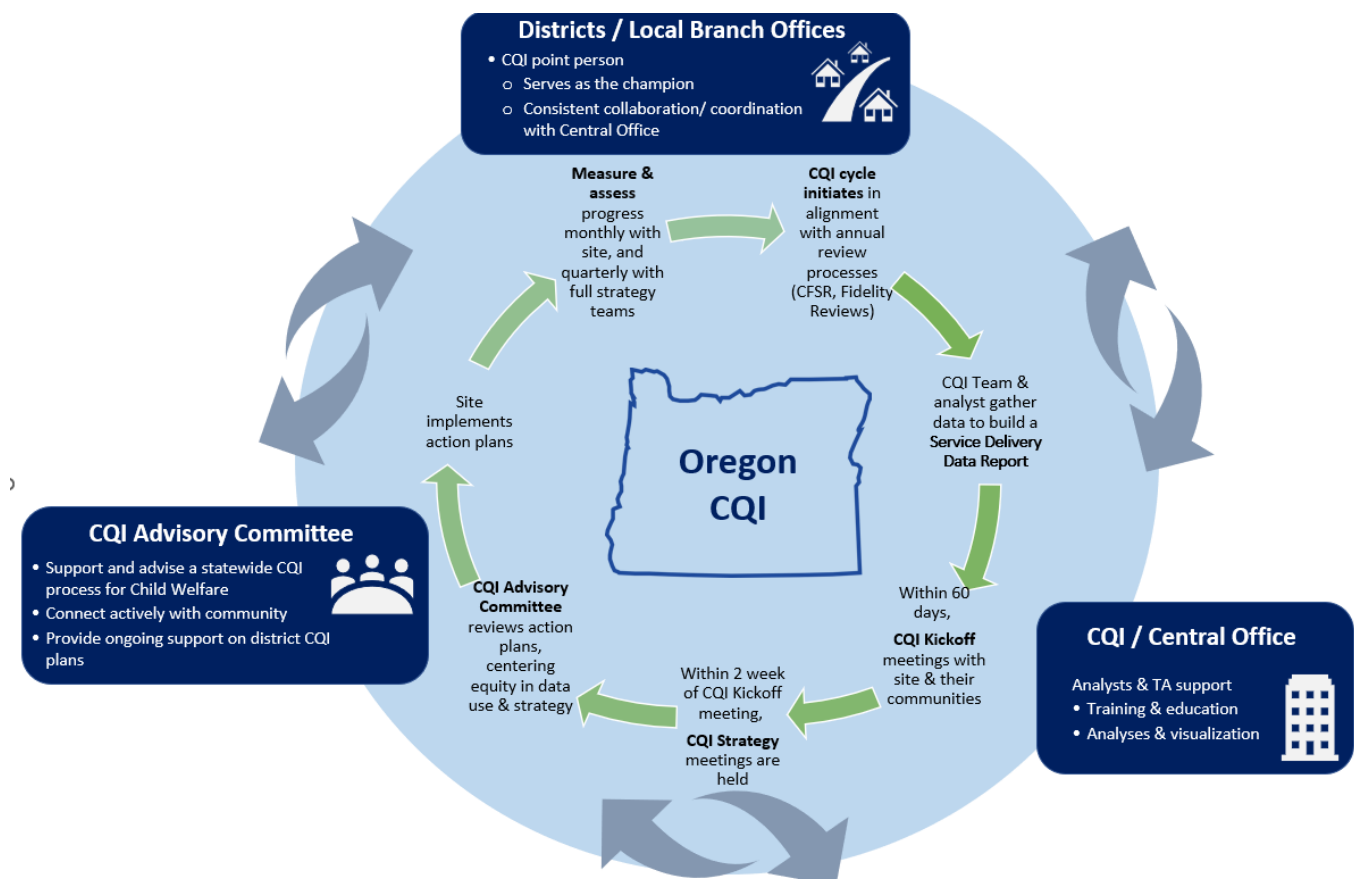 Districts / Local Branch Offices
• CQI point person
o Serves as the champion
o Consistent collaboration/ coordination
with Central Office
Measure &
assess
progress
monthly with
site, and
quarterly with
full strategy
teams
CQI cycle
initiates in
alignment
with annual
review
processes
(CFSR, Fidelity
Reviews)
CQI Team &
analyst gather
data to build a
Service Delivery
Data Report
Within 60
days,
CQI Kickoff
meetings with
site & their
communities
Within 2 week
of CQI Kickoff
meeting,
CQI Strategy
meetings are
held
CQI Advisory
Committee
reviews action
plans,
centering
equity in data
use & strategy
Site
implements
action plans
Oregon
CQI
CQI Advisory Committee
• Support and advise a statewide CQI
process for Child Welfare
• Connect actively with community
• Provide ongoing support on district CQI
plans
CQI / Central Office
Analysts & TA support
• Training & education
• Analyses & visualization